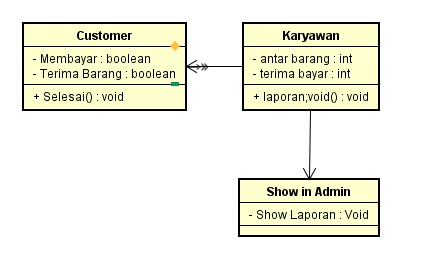 Customer
- Membayar : boolean
- Terima Barang : boolean
+ Selesai() : void
Karyawan
- antar barang : int
- terima bayar : int
+ laporan;void() : void
Show in Admin
- Show Laporan : Void